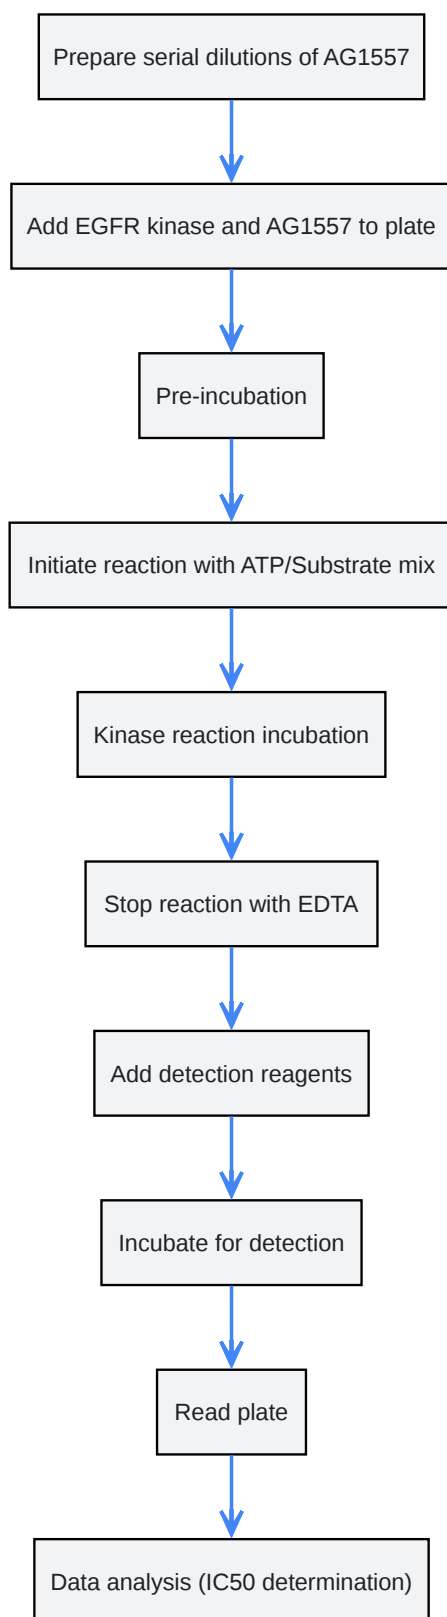 Prepare serial dilutions of AG1557
Add EGFR kinase and AG1557 to plate
Pre-incubation
Initiate reaction with ATP/Substrate mix
Kinase reaction incubation
Stop reaction with EDTA
Add detection reagents
Incubate for detection
Read plate
Data analysis (IC50 determination)